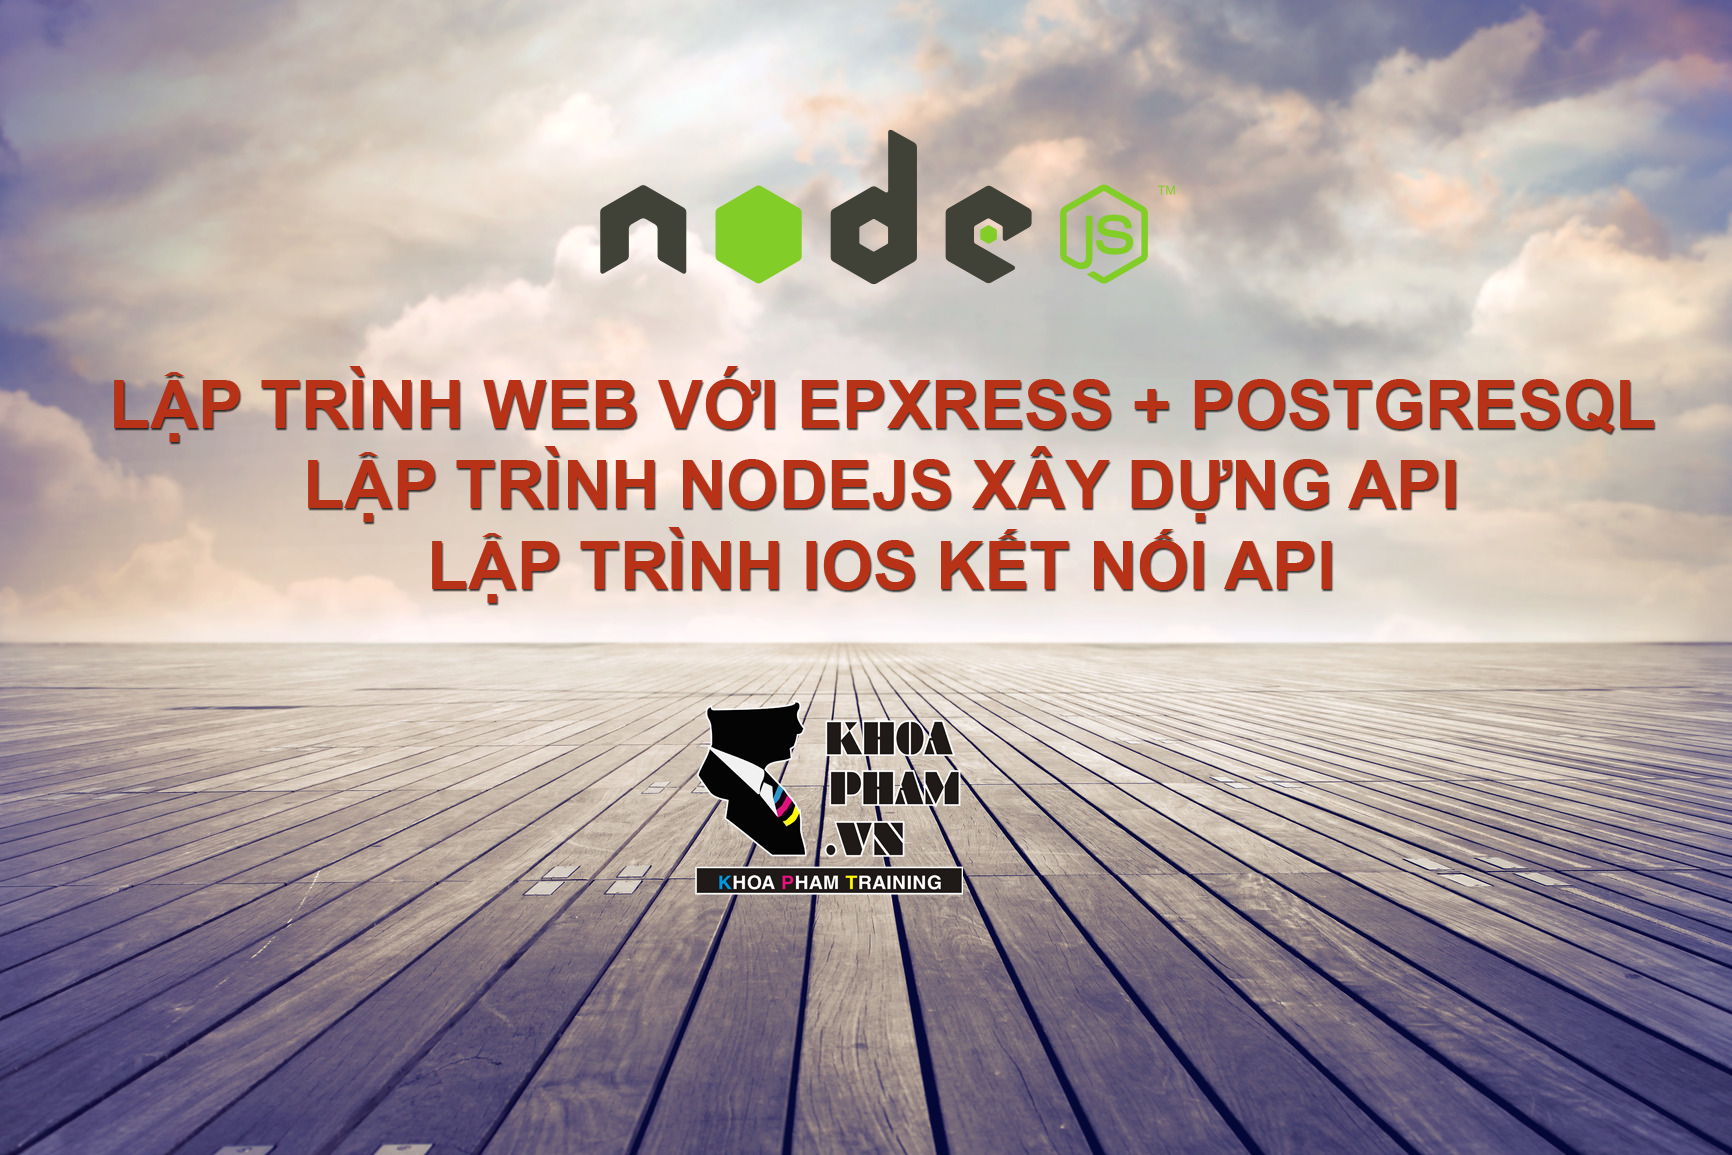 node JS ™
LẬP TRÌNH WEB VỚI EPXRESS + POSTGRESQL
LẬP TRÌNH NODEJS XÂY DỰNG API
LẬP TRÌNH IOS KẾT NỐI API
KHOA
PHAM
.VN
KHOA PHAM TRAINING